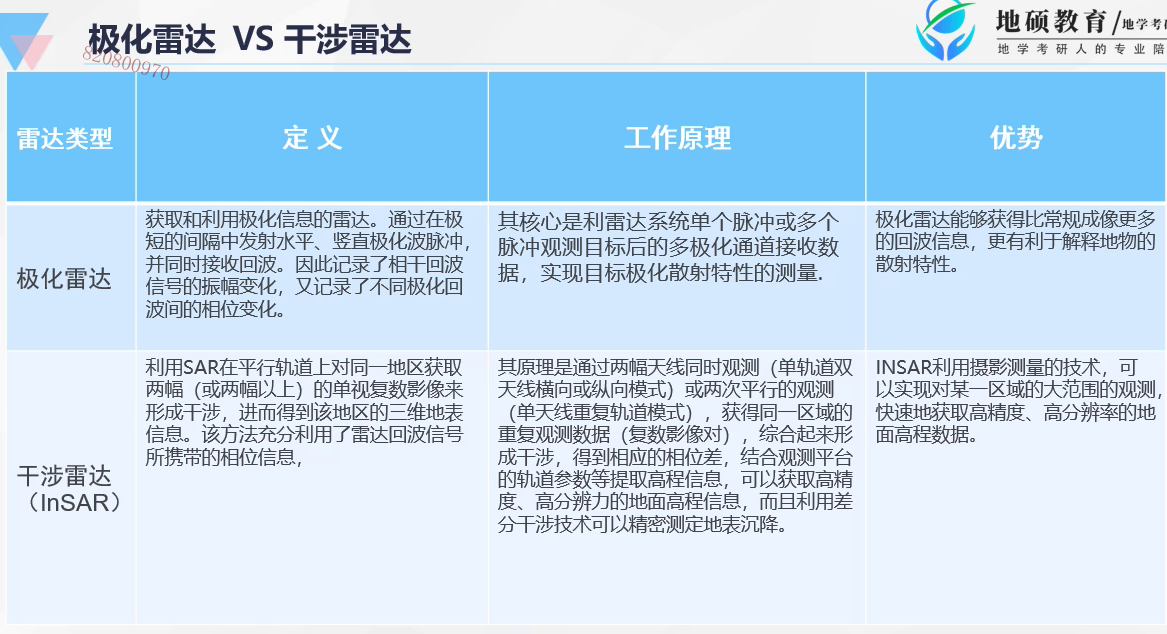 极化雷达 VS 干涉雷达
820800970
地硕教育/地学考
地学考研人的专业陪
雷达类型
定 义
工作原理
优势
极化雷达
获取和利用极化信息的雷达。通过在极
短的间隔中发射水平、竖直极化波脉冲，
并同时接收回波。因此记录了相干回波
信号的振幅变化，又记录了不同极化回
波间的相位变化。
其核心是利雷达系统单个脉冲或多个
脉冲观测目标后的多极化通道接收数
据，实现目标极化散射特性的测量.
极化雷达能够获得比常规成像更多
的回波信息，更有利于解释地物的
散射特性。
干涉雷达
（InSAR）
利用SAR在平行轨道上对同一地区获取
两幅（或两幅以上）的单视复数影像来
形成干涉，进而得到该地区的三维地表
信息。该方法充分利用了雷达回波信号
所携带的相位信息，
其原理是通过两幅天线同时观测（单轨道双
天线横向或纵向模式）或两次平行的观测
（单天线重复轨道模式），获得同一区域的
重复观测数据（复数影像对），综合起来形
成干涉，得到相应的相位差，结合观测平台
的轨道参数等提取高程信息，可以获取高精
度、高分辨力的地面高程信息，而且利用差
分干涉技术可以精密测定地表沉降。
INSAR利用摄影测量的技术，可
以实现对某一区域的大范围的观测，
快速地获取高精度、高分辨率的地
面高程数据。